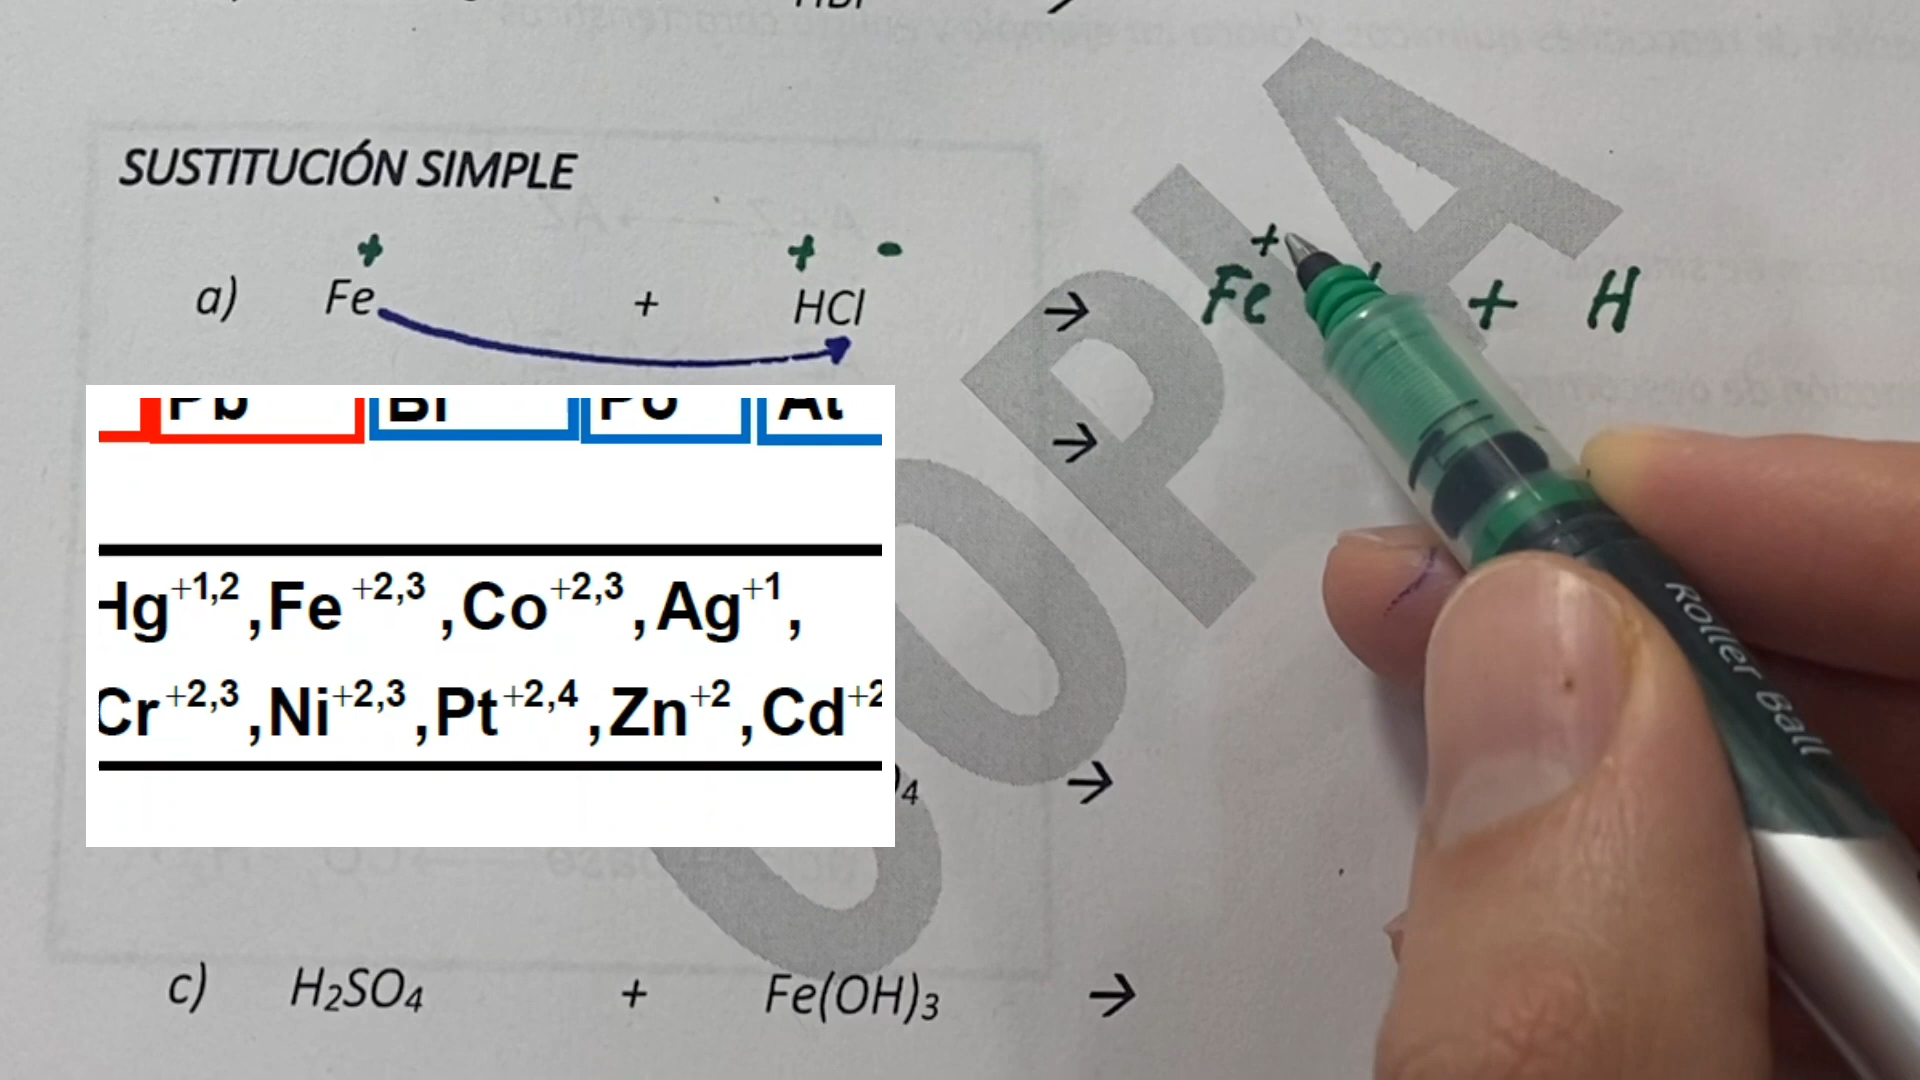 SUSTITUCIÓN SIMPLE
+ + - +
a) Fe + HCl → Fe + H
→
Pb Bi Po At
Hg+1,2 ,Fe+2,3 ,Co+2,3 ,Ag+1 ,
Cr+2,3 ,Ni+2,3 ,Pt+2,4 ,Zn+2 ,Cd+2
4 →
c) H2SO4 + Fe(OH)3 →
COPIA
Roller Ball